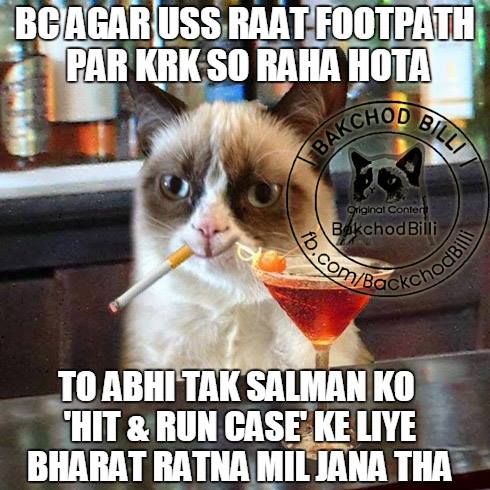 BC AGAR USS RAAT FOOTPATH
PAR KRK SO RAHA HOTA
BAKCHOD BILLI
Original Content
BakchodBilli
fb.com/BackchodBilli
TO ABHI TAK SALMAN KO
'HIT & RUN CASE' KE LIYE
BHARAT RATNA MIL JANA THA